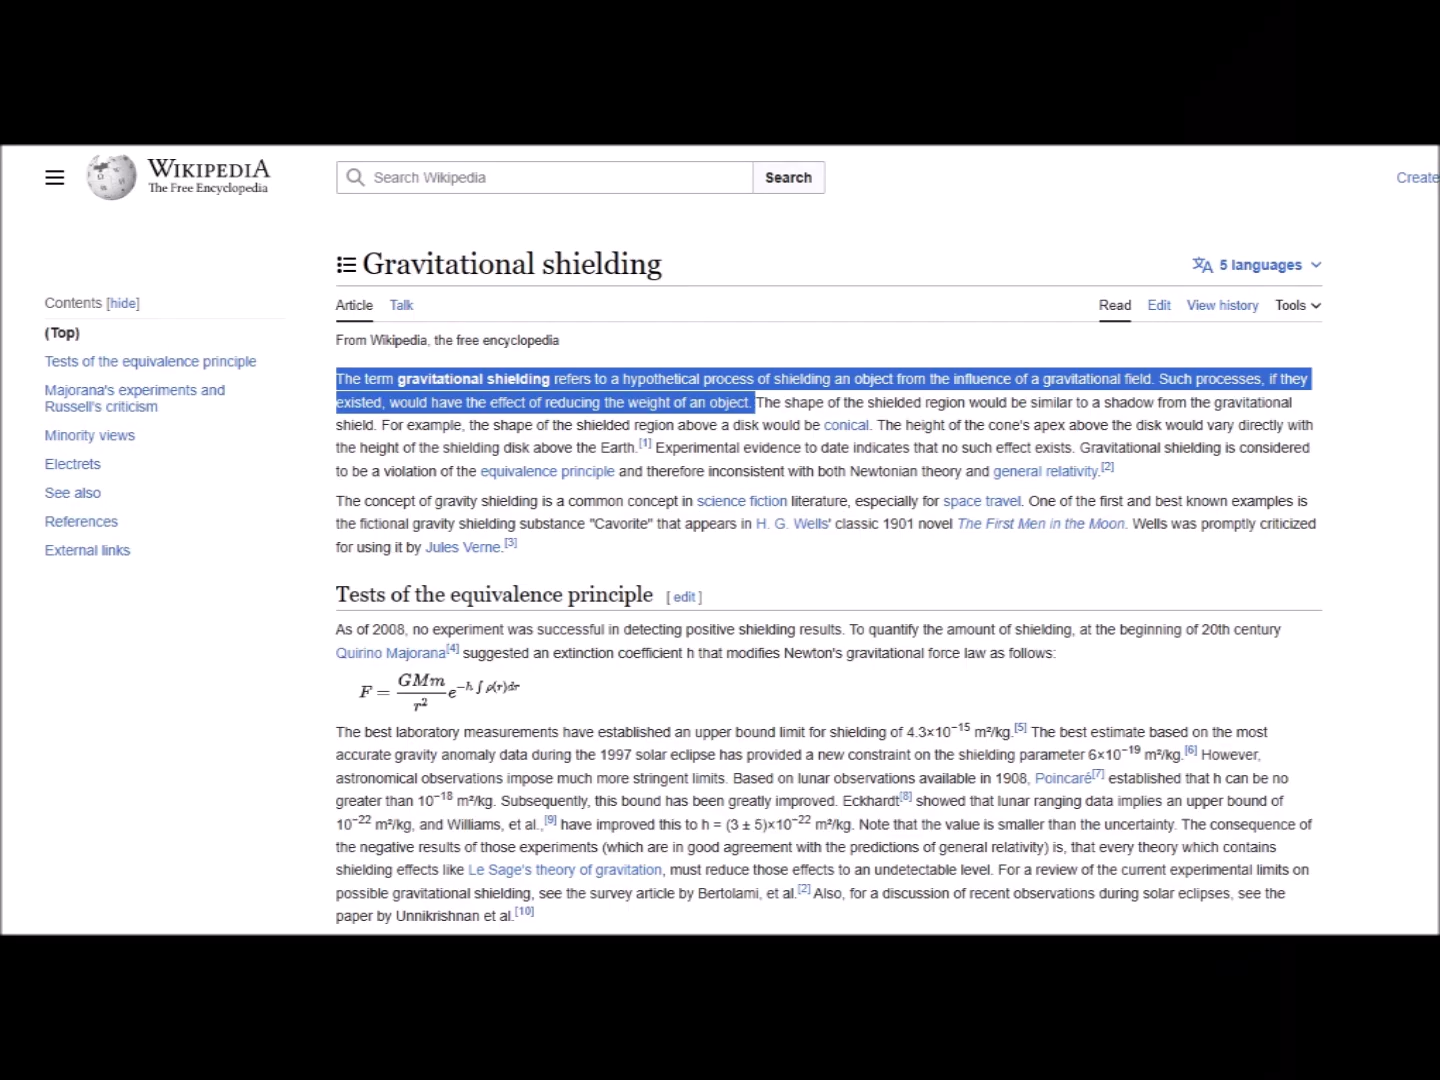 WIKIPEDIA
The Free Encyclopedia
Search Wikipedia
Search
Create
Gravitational shielding
5 languages
Contents [hide]
(Top)
Tests of the equivalence principle
Majorana's experiments and
Russell's criticism
Minority views
Electrets
See also
References
External links
Article Talk
Read Edit View history Tools
From Wikipedia, the free encyclopedia
The term gravitational shielding refers to a hypothetical process of shielding an object from the influence of a gravitational field. Such processes, if they
existed, would have the effect of reducing the weight of an object. The shape of the shielded region would be similar to a shadow from the gravitational
shield. For example, the shape of the shielded region above a disk would be conical. The height of the cone's apex above the disk would vary directly with
the height of the shielding disk above the Earth.[1] Experimental evidence to date indicates that no such effect exists. Gravitational shielding is considered
to be a violation of the equivalence principle and therefore inconsistent with both Newtonian theory and general relativity.[2]
The concept of gravity shielding is a common concept in science fiction literature, especially for space travel. One of the first and best known examples is
the fictional gravity shielding substance "Cavorite" that appears in H. G. Wells' classic 1901 novel The First Men in the Moon. Wells was promptly criticized
for using it by Jules Verne.[3]
Tests of the equivalence principle [ edit ]
As of 2008, no experiment was successful in detecting positive shielding results. To quantify the amount of shielding, at the beginning of 20th century
Quirino Majorana[4] suggested an extinction coefficient h that modifies Newton's gravitational force law as follows:
F = GMm/r² e^(−h ∫ ρ(r)dr)
The best laboratory measurements have established an upper bound limit for shielding of 4.3×10⁻¹⁵ m²/kg.[5] The best estimate based on the most
accurate gravity anomaly data during the 1997 solar eclipse has provided a new constraint on the shielding parameter 6×10⁻¹⁹ m²/kg.[6] However,
astronomical observations impose much more stringent limits. Based on lunar observations available in 1908, Poincaré[7] established that h can be no
greater than 10⁻¹⁸ m²/kg. Subsequently, this bound has been greatly improved. Eckhardt[8] showed that lunar ranging data implies an upper bound of
10⁻²² m²/kg, and Williams, et al.,[9] have improved this to h = (3 ± 5)×10⁻²² m²/kg. Note that the value is smaller than the uncertainty. The consequence of
the negative results of those experiments (which are in good agreement with the predictions of general relativity) is, that every theory which contains
shielding effects like Le Sage's theory of gravitation, must reduce those effects to an undetectable level. For a review of the current experimental limits on
possible gravitational shielding, see the survey article by Bertolami, et al.[2] Also, for a discussion of recent observations during solar eclipses, see the
paper by Unnikrishnan et al.[10]